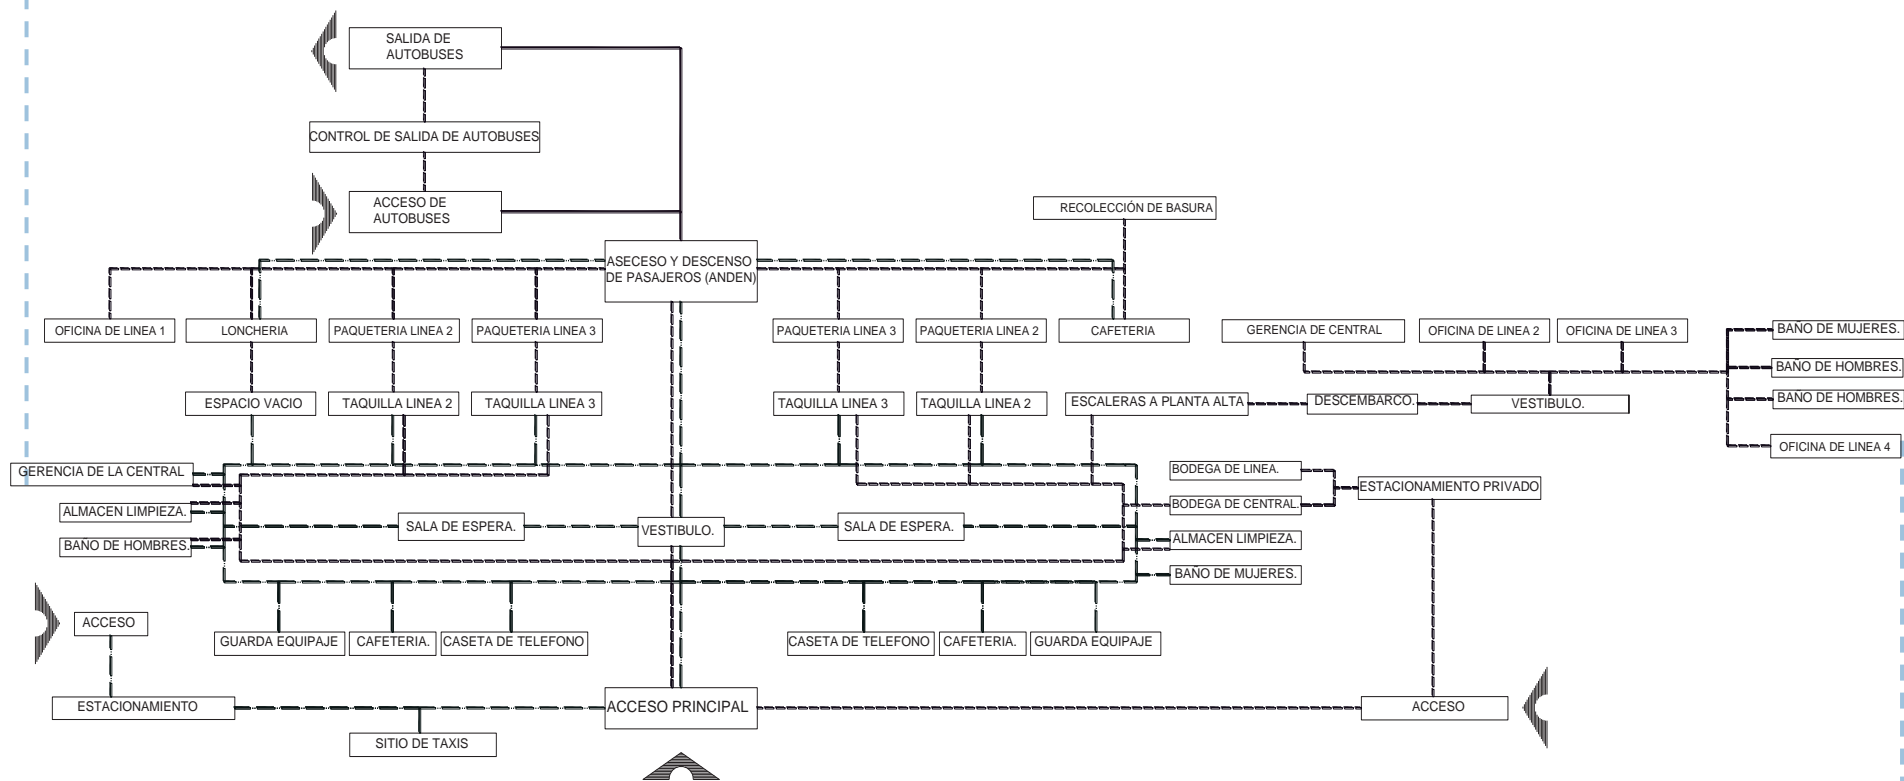 SALIDA DE
AUTOBUSES
CONTROL DE SALIDA DE AUTOBUSES
ACCESO DE
AUTOBUSES
RECOLECCIÓN DE BASURA
ASECESO Y DESCENSO
DE PASAJEROS (ANDEN)
OFICINA DE LINEA 1
LONCHERIA
PAQUETERIA LINEA 2
PAQUETERIA LINEA 3
PAQUETERIA LINEA 3
PAQUETERIA LINEA 2
CAFETERIA
GERENCIA DE CENTRAL
OFICINA DE LINEA 2
OFICINA DE LINEA 3
BAÑO DE MUJERES.
BAÑO DE HOMBRES.
BAÑO DE HOMBRES.
ESPACIO VACIO
TAQUILLA LINEA 2
TAQUILLA LINEA 3
TAQUILLA LINEA 3
TAQUILLA LINEA 2
ESCALERAS A PLANTA ALTA
DESCEMBARCO.
VESTIBULO.
OFICINA DE LINEA 4
GERENCIA DE LA CENTRAL
BODEGA DE LINEA.
ESTACIONAMIENTO PRIVADO
ALMACEN LIMPIEZA.
BODEGA DE CENTRAL.
SALA DE ESPERA.
VESTIBULO.
SALA DE ESPERA.
BAÑO DE HOMBRES.
ALMACEN LIMPIEZA.
BAÑO DE MUJERES.
ACCESO
GUARDA EQUIPAJE
CAFETERIA.
CASETA DE TELEFONO
CASETA DE TELEFONO
CAFETERIA.
GUARDA EQUIPAJE
ESTACIONAMIENTO
ACCESO PRINCIPAL
ACCESO
SITIO DE TAXIS